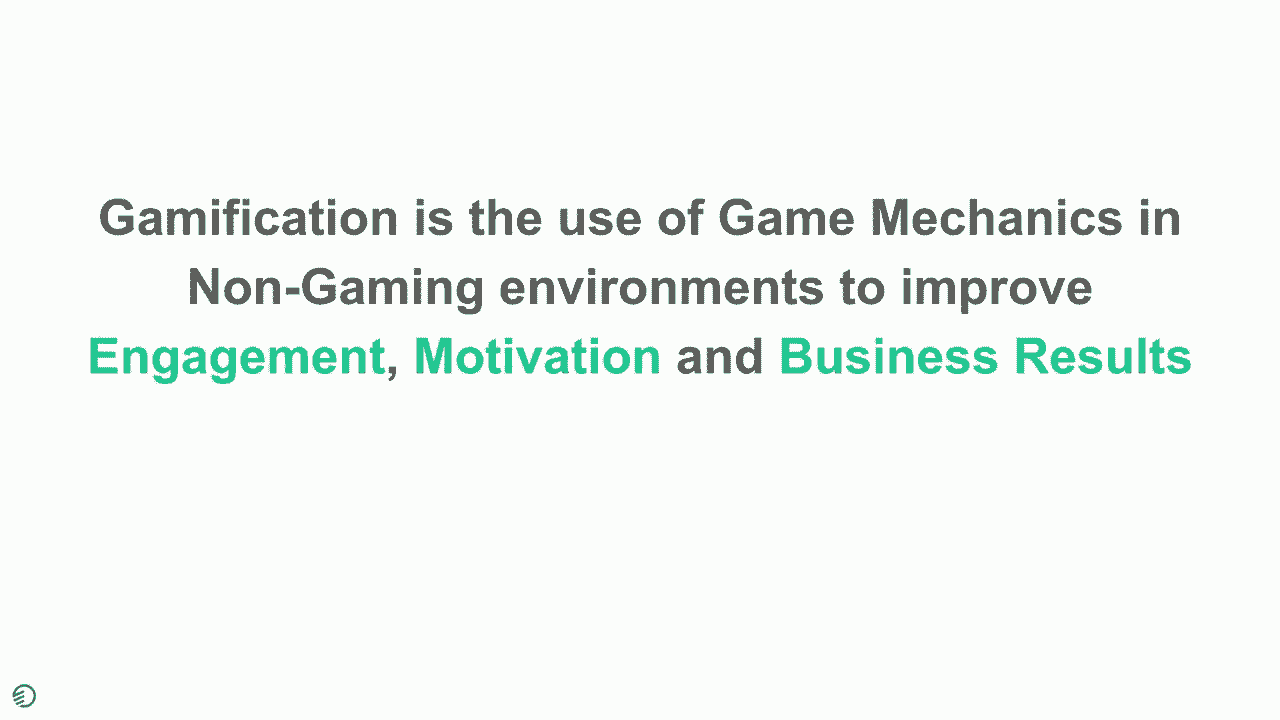 Gamification is the use of Game Mechanics in
Non-Gaming environments to improve
Engagement, Motivation and Business Results